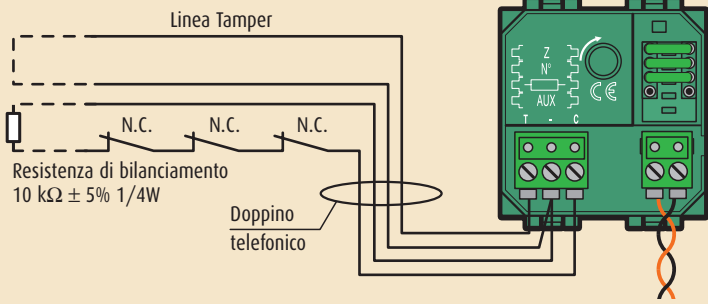 Linea Tamper
Z
N°
AUX
CE
T - C
N.C. N.C. N.C.
Resistenza di bilanciamento
10 kΩ ± 5% 1/4W
Doppino
telefonico